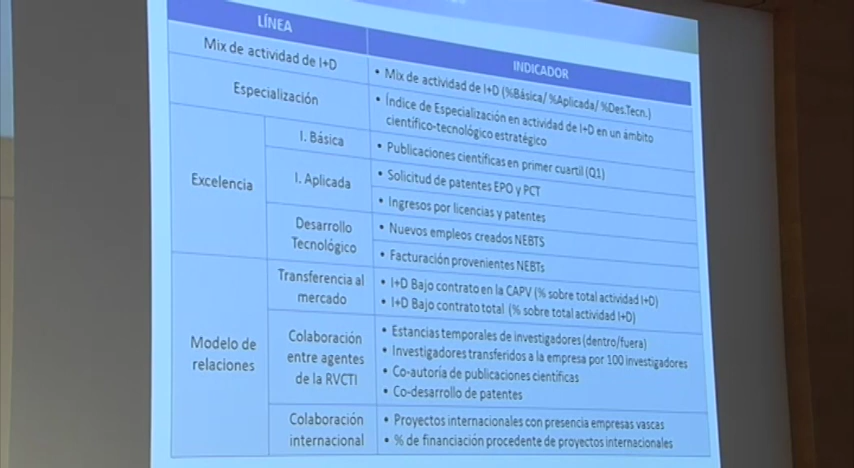 LÍNEA
INDICADOR
Mix de actividad de I+D
• Mix de actividad de I+D (%Básica/ %Aplicada/ %Des.Tecn.)
Especialización
• Índice de Especialización en actividad de I+D en un ámbito
científico-tecnológico estratégico
Excelencia
I. Básica
• Publicaciones científicas en primer cuartil (Q1)
I. Aplicada
• Solicitud de patentes EPO y PCT
• Ingresos por licencias y patentes
Desarrollo
Tecnológico
• Nuevos empleos creados NEBTS
• Facturación provenientes NEBTs
Modelo de
relaciones
Transferencia al
mercado
• I+D Bajo contrato en la CAPV (% sobre total actividad I+D)
• I+D Bajo contrato total (% sobre total actividad I+D)
Colaboración
entre agentes
de la RVCTI
• Estancias temporales de investigadores (dentro/fuera)
• Investigadores transferidos a la empresa por 100 investigadores
• Co-autoría de publicaciones científicas
• Co-desarrollo de patentes
Colaboración
internacional
• Proyectos internacionales con presencia empresas vascas
• % de financiación procedente de proyectos internacionales